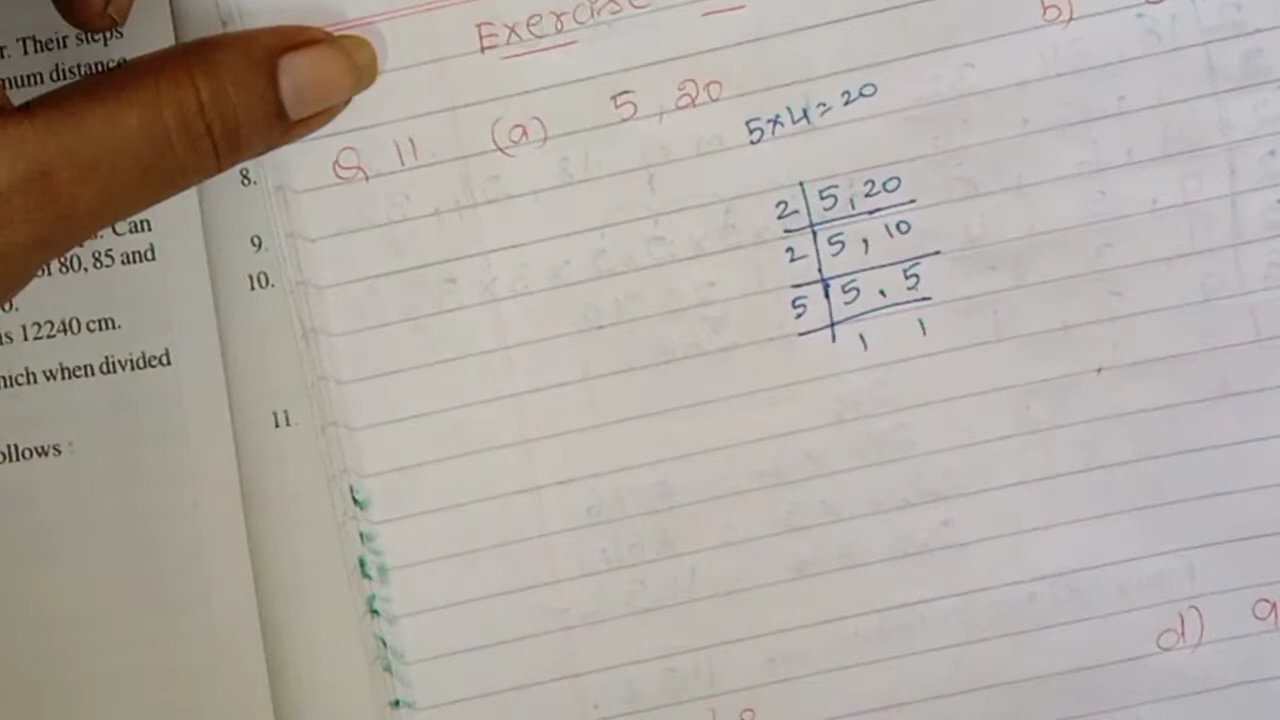 r. Their steps
num distance
Can
of 80, 85 and
o.
is 12240 cm.
hich when divided
ollows :
8.
9.
10.
11.
Exercise
b)
Q 11. (a) 5, 20
5×4=20
2 | 5, 20
2 | 5, 10
5 | 5, 5
1 1
d)